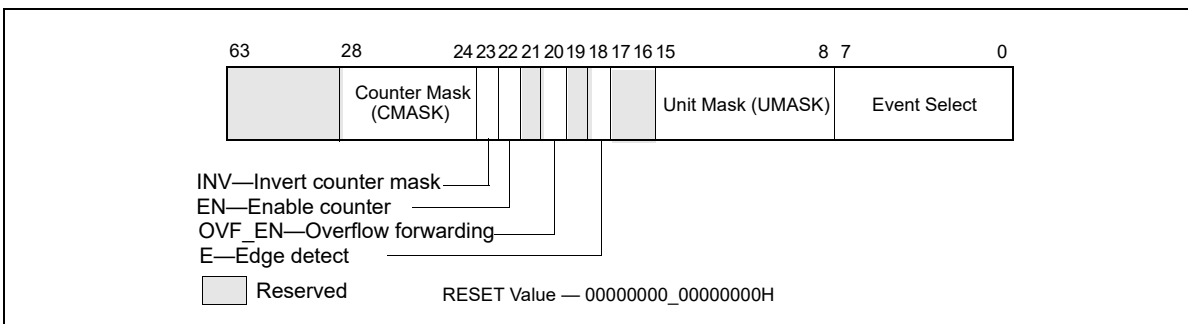 63 28 24 23 22 21 20 19 18 17 16 15 8 7 0
Counter Mask
(CMASK)
Unit Mask (UMASK)
Event Select
INV—Invert counter mask
EN—Enable counter
OVF_EN—Overflow forwarding
E—Edge detect
Reserved
RESET Value — 00000000_00000000H